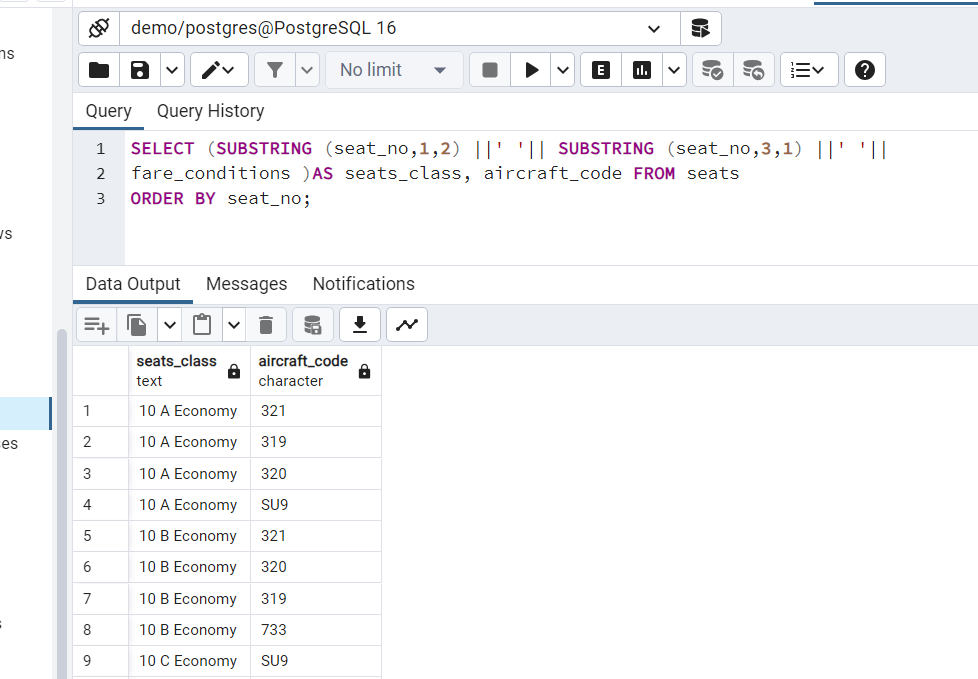 demo/postgres@PostgreSQL 16
ns
No limit
E
?
Query Query History
1 SELECT (SUBSTRING (seat_no,1,2) ||' '|| SUBSTRING (seat_no,3,1) ||' '||
2 fare_conditions )AS seats_class, aircraft_code FROM seats
3 ORDER BY seat_no;
vs
Data Output Messages Notifications
seats_class aircraft_code
text character
1 10 A Economy 321
2 10 A Economy 319
3 10 A Economy 320
es
4 10 A Economy SU9
5 10 B Economy 321
6 10 B Economy 320
7 10 B Economy 319
8 10 B Economy 733
9 10 C Economy SU9